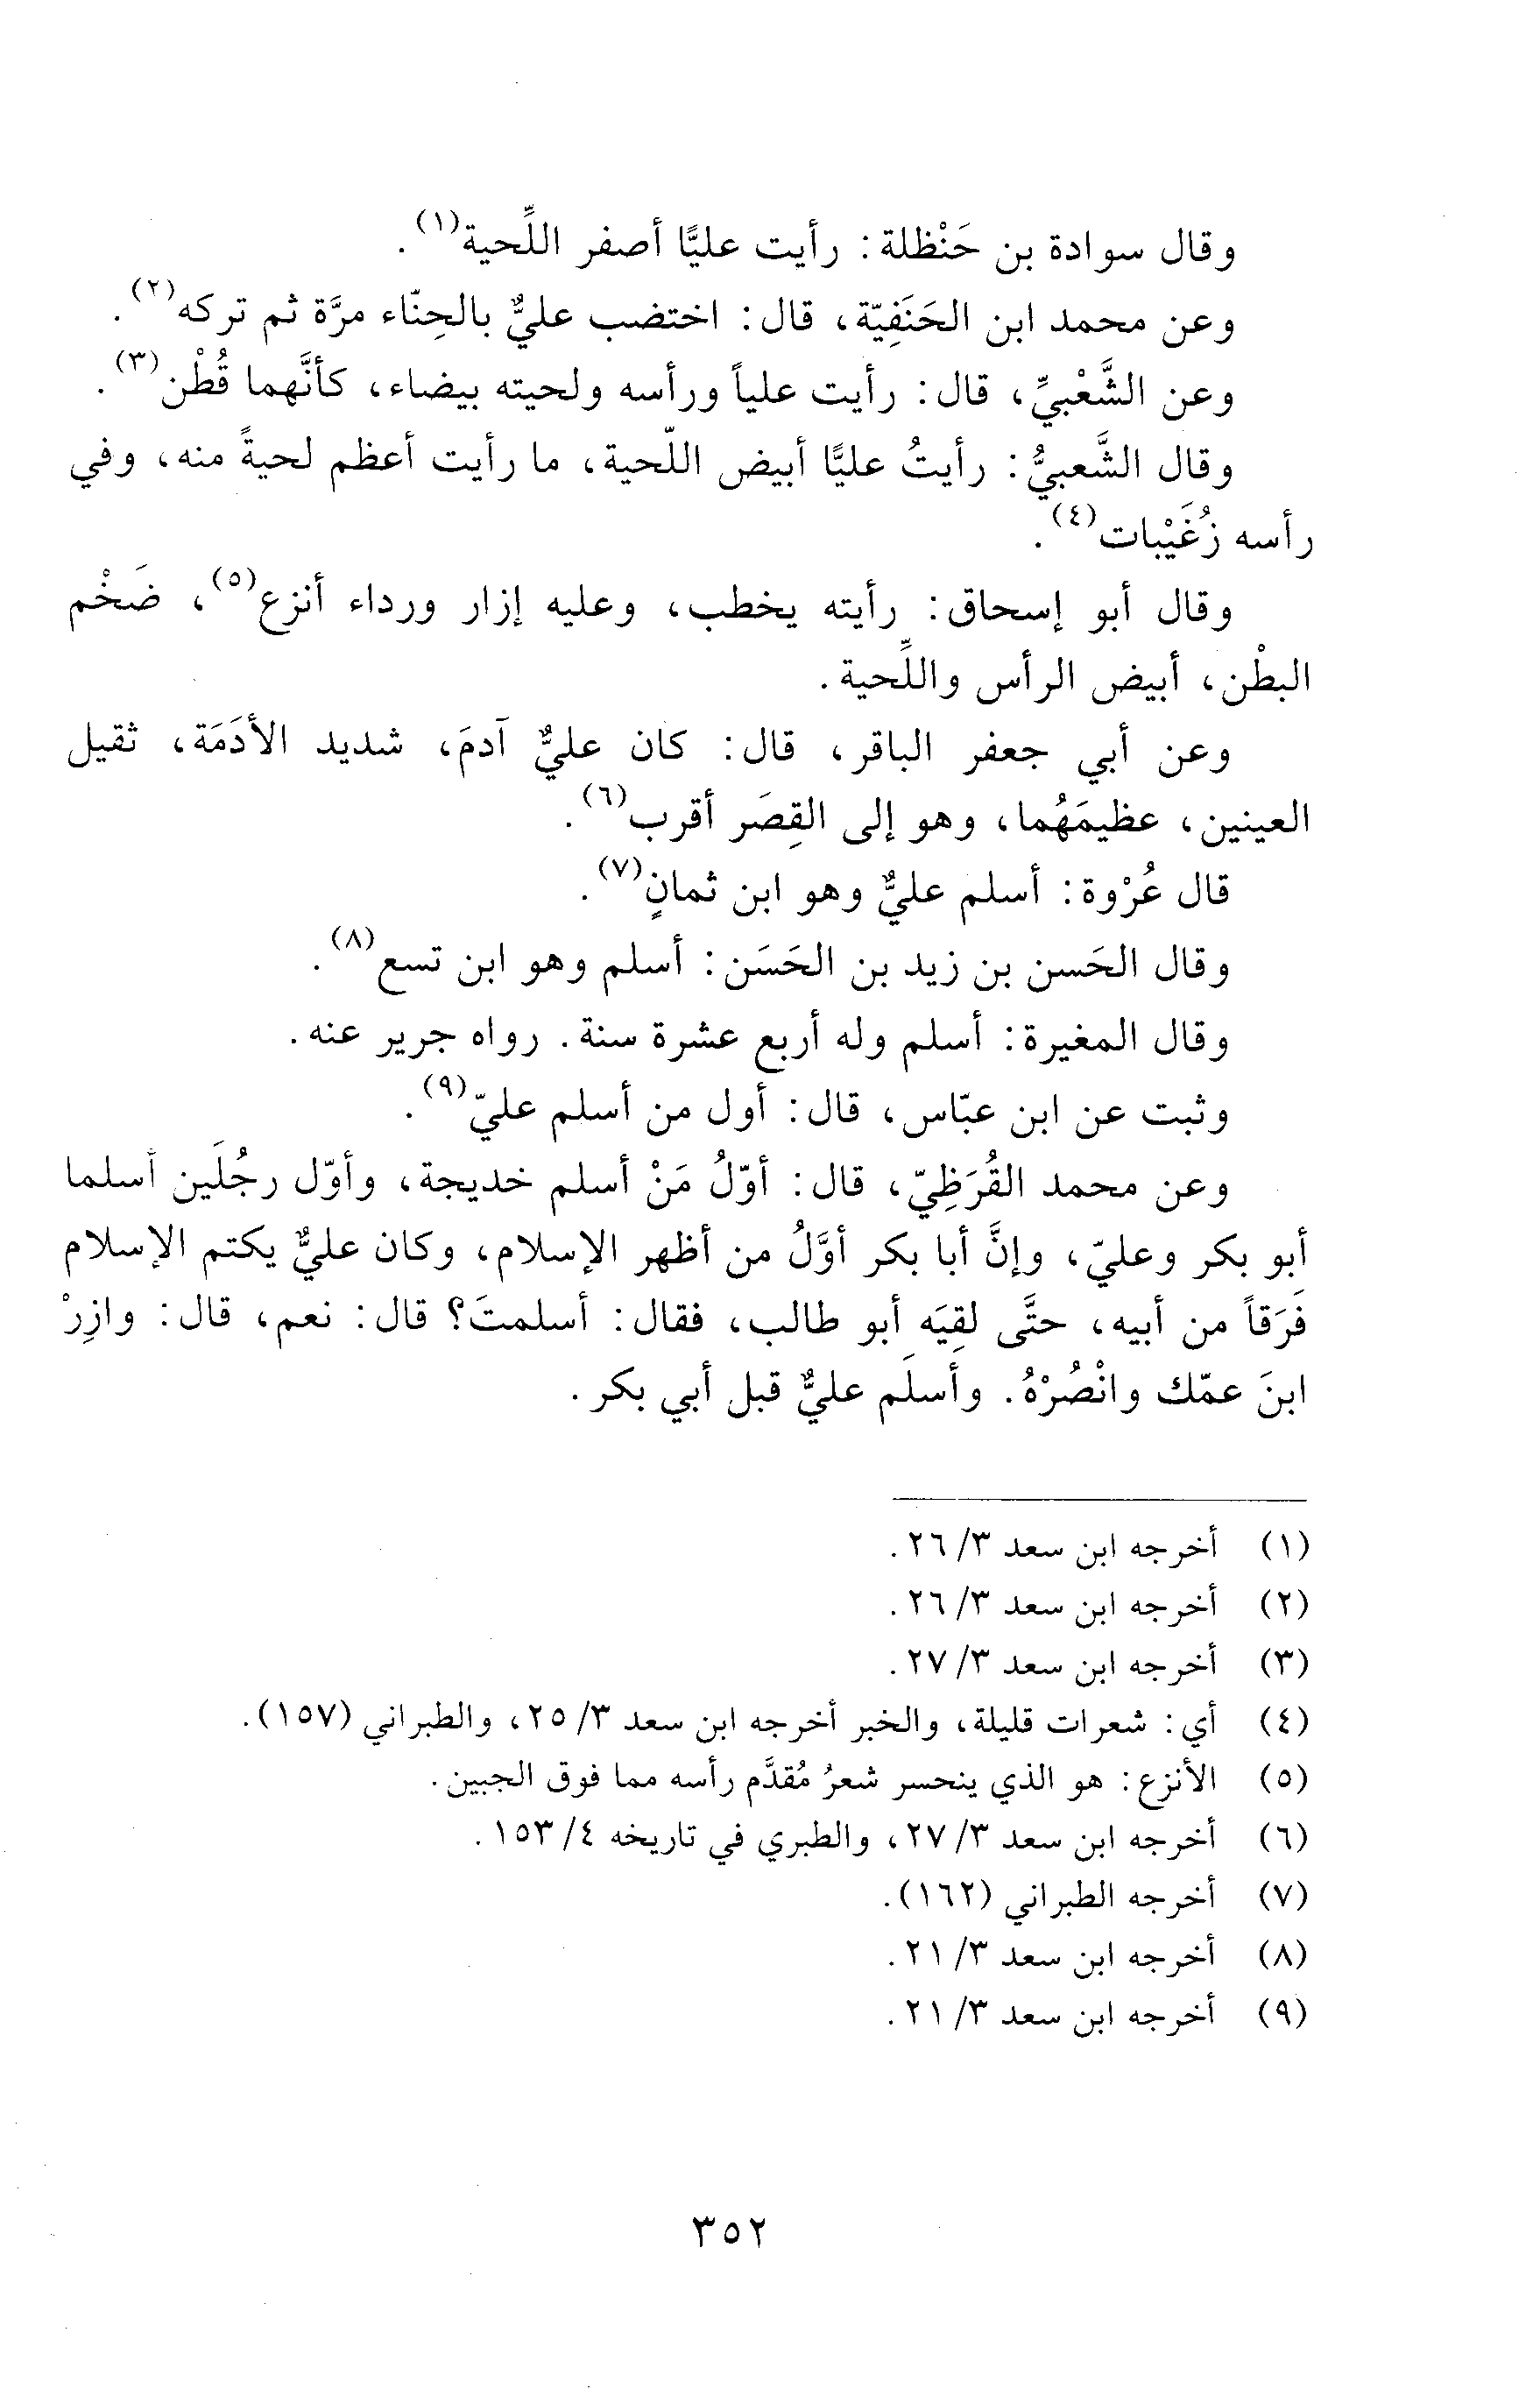 وقال سوادة بن حَنْظلة: رأيت عليًّا أصفر اللِّحية(١).
وعن محمد ابن الحَنَفِيّة، قال: اختضب عليٌّ بالحِنّاء مرَّة ثم تركه(٢).
وعن الشَّعْبيِّ، قال: رأيت علياً ورأسه ولحيته بيضاء، كأنَّهما قُطْن(٣).
وقال الشَّعبيُّ: رأيتُ عليًّا أبيض اللّحية، ما رأيت أعظم لحيةً منه، وفي
رأسه زُغَيْبات(٤).
وقال أبو إسحاق: رأيته يخطب، وعليه إزار ورداء أنزع(٥)، ضَخْم
البطْن، أبيض الرأس واللِّحية.
وعن أبي جعفر الباقر، قال: كان عليٌّ آدمَ، شديد الأدَمَة، ثقيل
العينين، عظيمَهُما، وهو إلى القِصَر أقرب(٦).
قال عُرْوة: أسلم عليٌّ وهو ابن ثمانٍ(٧).
وقال الحَسن بن زيد بن الحَسَن: أسلم وهو ابن تسع(٨).
وقال المغيرة: أسلم وله أربع عشرة سنة. رواه جرير عنه.
وثبت عن ابن عبّاس، قال: أول من أسلم عليّ(٩).
وعن محمد القُرَظِيّ، قال: أوّلُ مَنْ أسلم خديجة، وأوّل رجُلَين أسلما
أبو بكر وعليّ، وإنَّ أبا بكر أوَّلُ من أظهر الإسلام، وكان عليٌّ يكتم الإسلام
فَرَقاً من أبيه، حتَّى لقِيَه أبو طالب، فقال: أسلمتَ؟ قال: نعم، قال: وازِرْ
ابنَ عمّك وانْصُرْهُ. وأسلَم عليٌّ قبل أبي بكر.
(١) أخرجه ابن سعد ٣/ ٢٦.
(٢) أخرجه ابن سعد ٣/ ٢٦.
(٣) أخرجه ابن سعد ٣/ ٢٧.
(٤) أي: شعرات قليلة، والخبر أخرجه ابن سعد ٣/ ٢٥، والطبراني (١٥٧).
(٥) الأنزع: هو الذي ينحسر شعرُ مُقدَّم رأسه مما فوق الجبين.
(٦) أخرجه ابن سعد ٣/ ٢٧، والطبري في تاريخه ٤/ ١٥٣.
(٧) أخرجه الطبراني (١٦٢).
(٨) أخرجه ابن سعد ٣/ ٢١.
(٩) أخرجه ابن سعد ٣/ ٢١.
٣٥٢